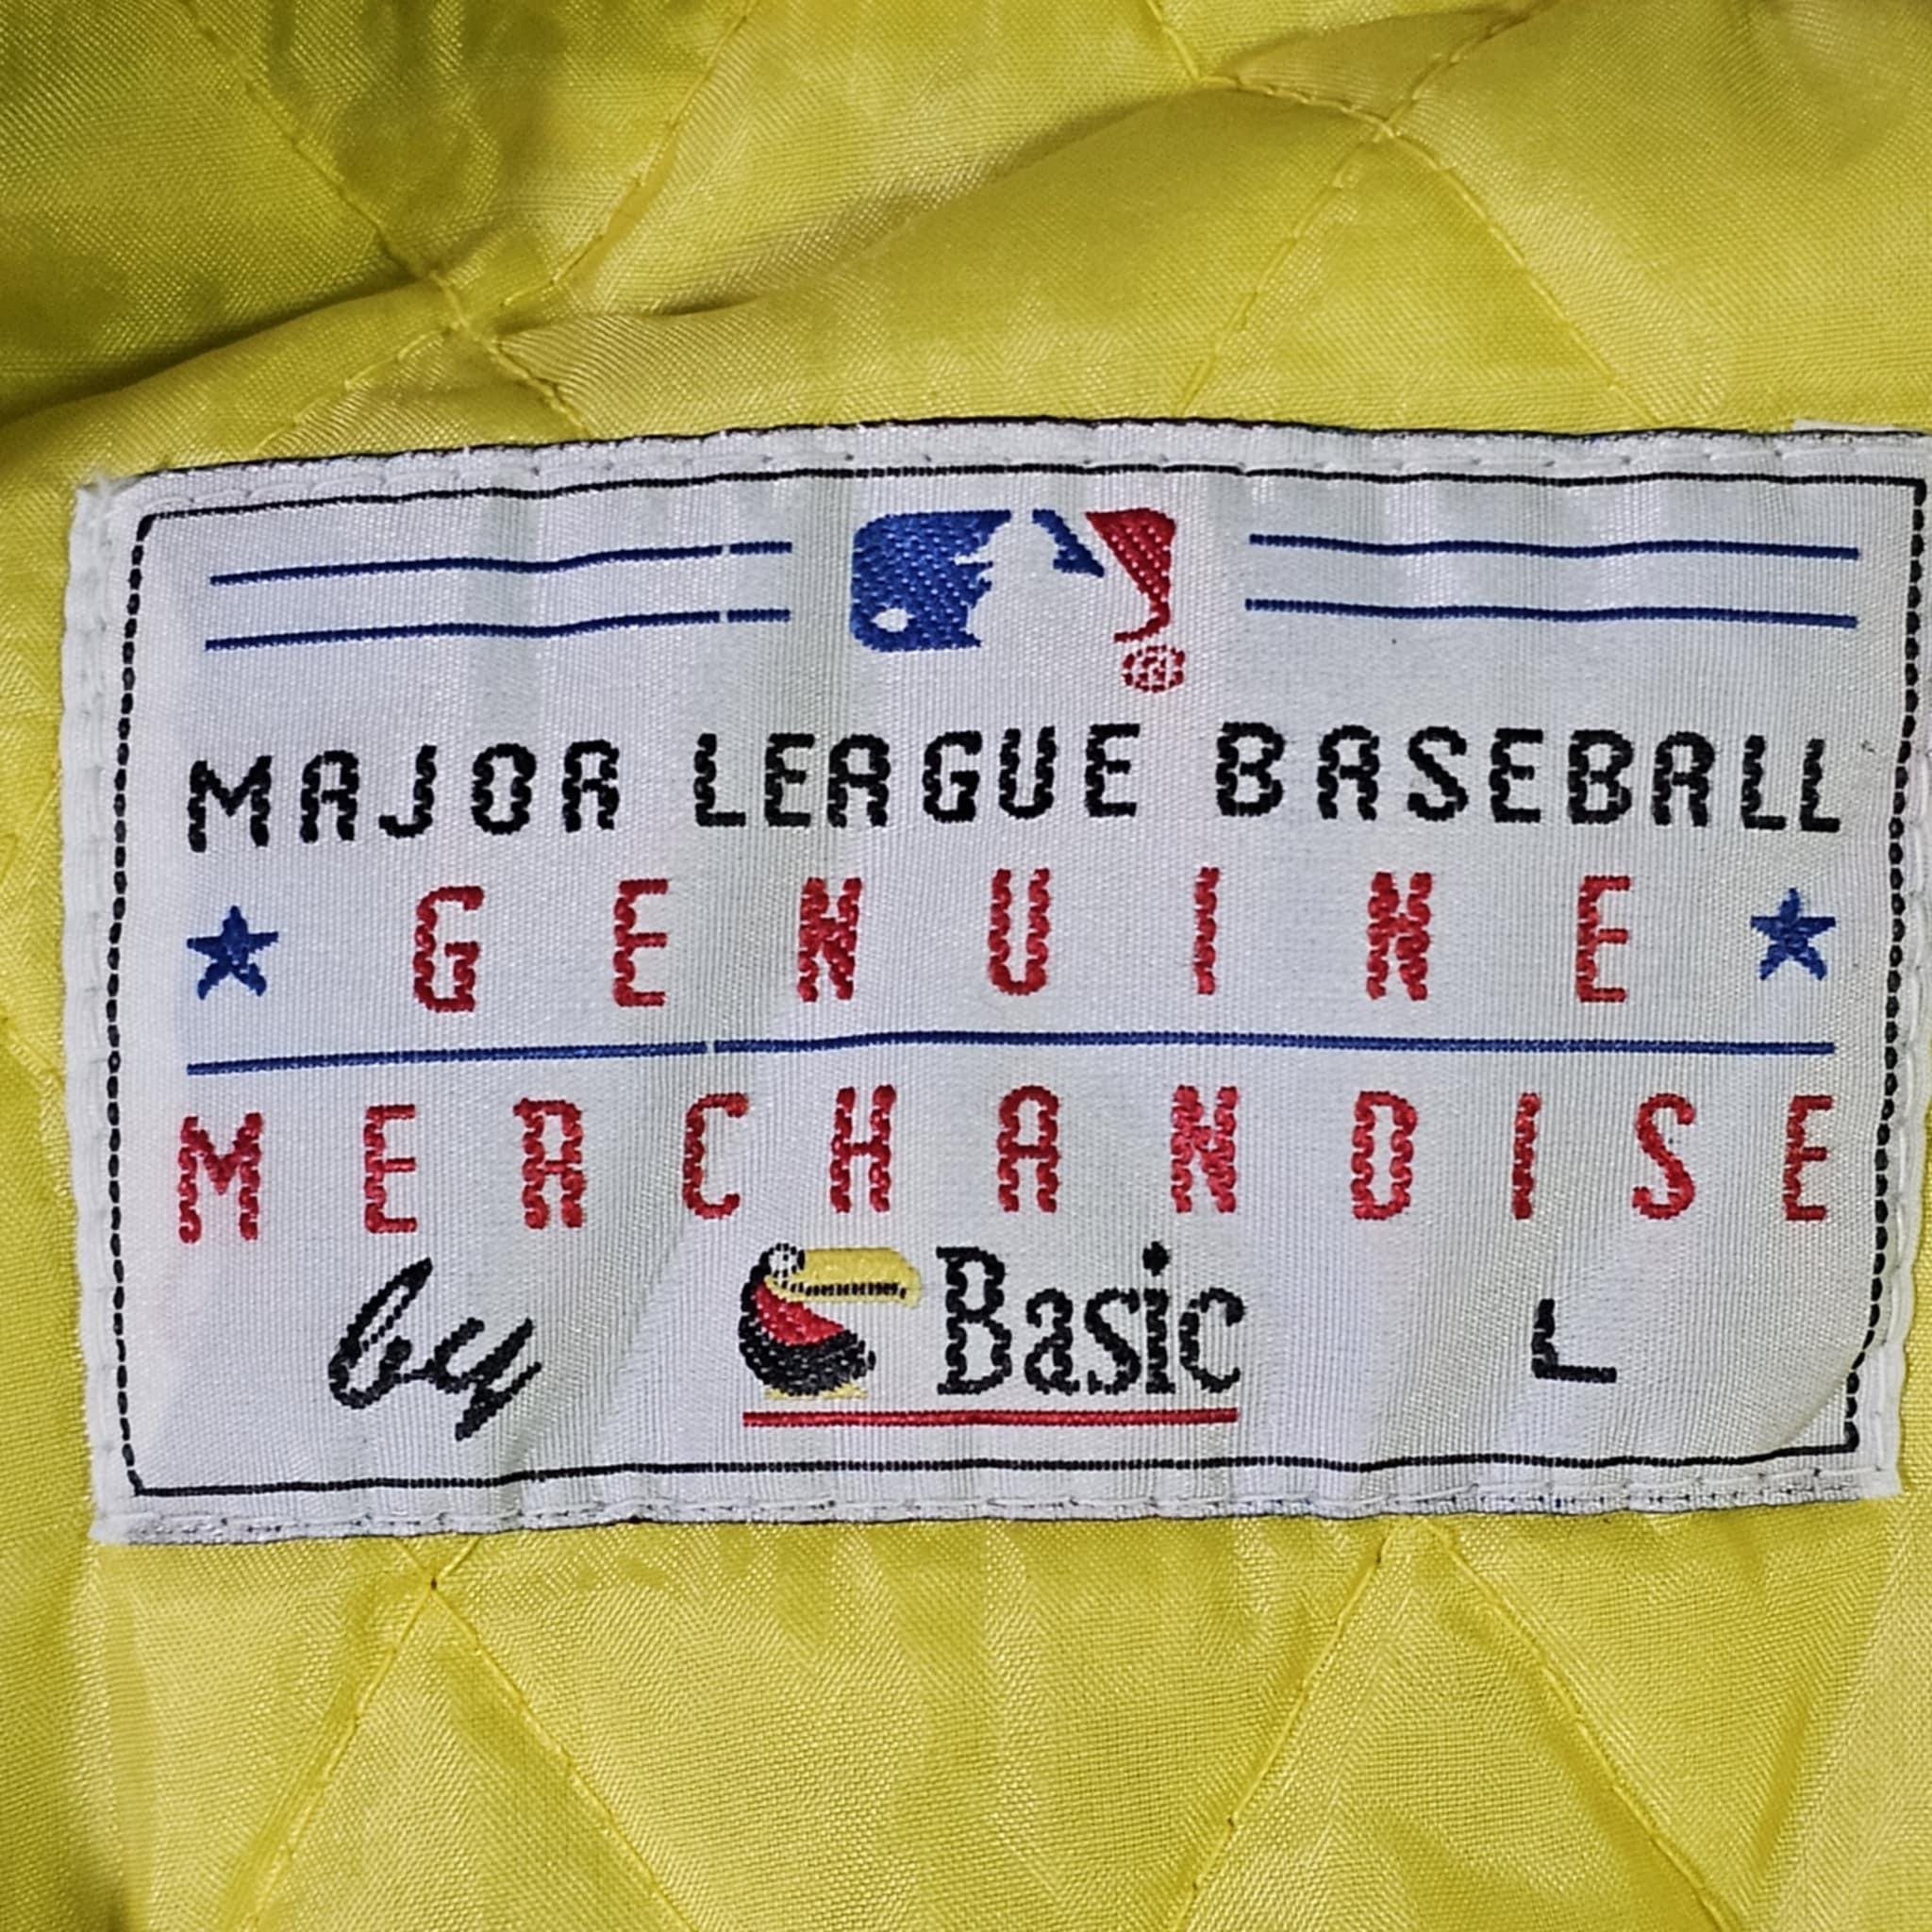 ®
MAJOR LEAGUE BASEBALL
★ GENUINE ★
MERCHANDISE
by Basic L